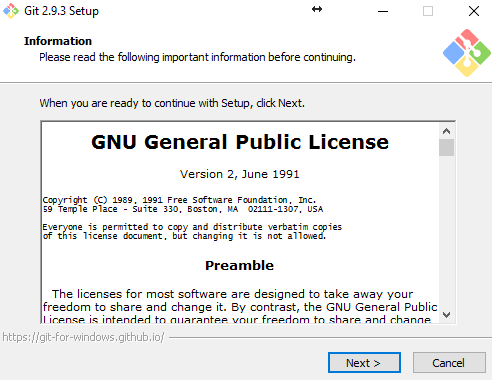 Git 2.9.3 Setup
Information
Please read the following important information before continuing.
When you are ready to continue with Setup, click Next.
GNU General Public License
Version 2, June 1991
Copyright (C) 1989, 1991 Free Software Foundation, Inc.
59 Temple Place - Suite 330, Boston, MA 02111-1307, USA
Everyone is permitted to copy and distribute verbatim copies
of this license document, but changing it is not allowed.
Preamble
The licenses for most software are designed to take away your
freedom to share and change it. By contrast, the GNU General Public
License is intended to guarantee your freedom to share and change
https://git-for-windows.github.io/
Next >
Cancel